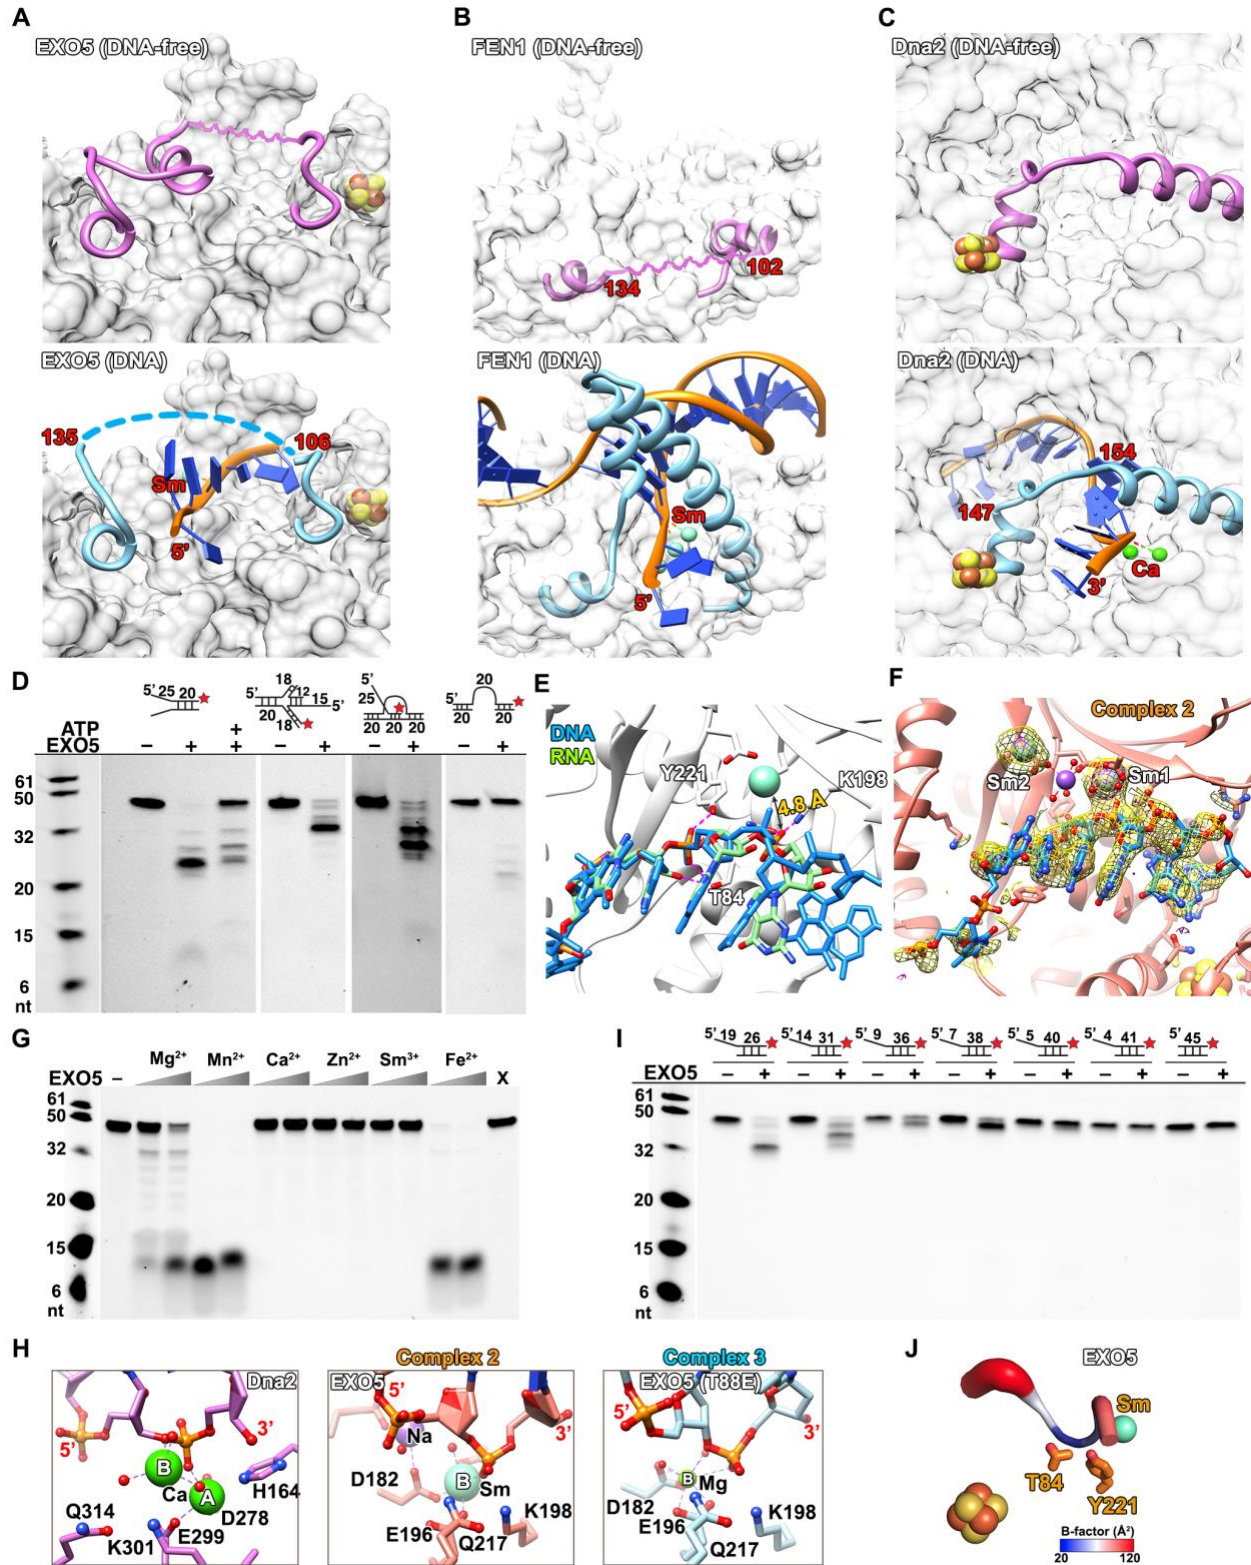 A
EXO5 (DNA-free)
EXO5 (DNA)
135
106
Sm
5'
B
FEN1 (DNA-free)
134
102
FEN1 (DNA)
Sm
5'
C
Dna2 (DNA-free)
Dna2 (DNA)
154
147
Ca
3'
D
5' 25 20
18
12
15
5'
20
18
5'
25
20 20 20
20
5'
20
20
ATP +
EXO5 − + + − + − + − +
61
50
32
20
15
6
nt
E
DNA
RNA
Y221
K198
4.8 Å
T84
F
Complex 2
Sm2
Sm1
G
Mg²⁺ Mn²⁺ Ca²⁺ Zn²⁺ Sm³⁺ Fe²⁺
EXO5 − X
61
50
32
20
15
6
nt
I
5' 19 26 5' 14 31 5' 9 36 5' 7 38 5' 5 40 5' 4 41 5' 45
EXO5 − + − + − + − + − + − + − +
61
50
32
20
15
6
nt
H
Dna2
5'
3'
B
A
Ca
H164
D278
Q314
E299
K301
Complex 2
EXO5
5'
3'
Na
D182
B
Sm
K198
E196
Q217
Complex 3
EXO5 (T88E)
5'
3'
D182
B
Mg
K198
E196
Q217
J
EXO5
Sm
T84
Y221
B-factor (Å²)
20 120